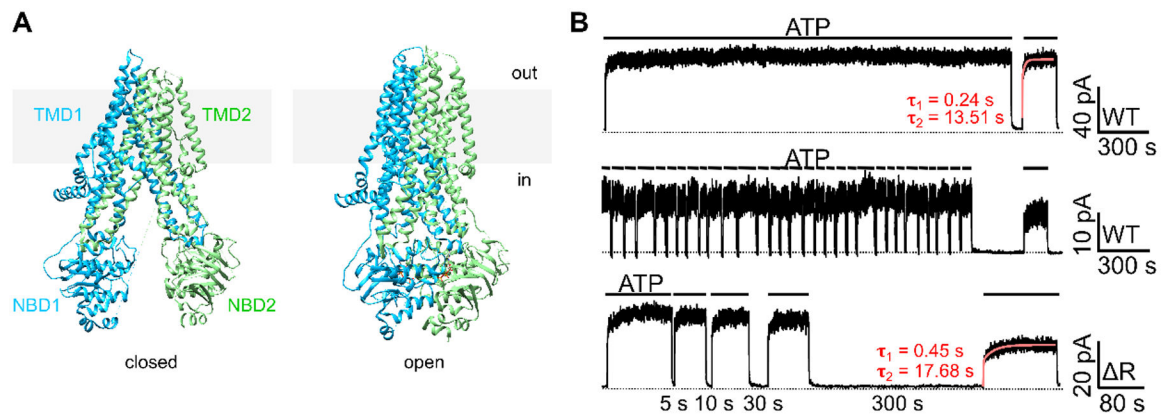 A
TMD1
TMD2
NBD1
NBD2
closed
open
out
in
B
ATP
τ1 = 0.24 s
τ2 = 13.51 s
40 pA
WT
300 s
ATP
10 pA
WT
300 s
ATP
τ1 = 0.45 s
τ2 = 17.68 s
5 s 10 s 30 s 300 s
20 pA
ΔR
80 s